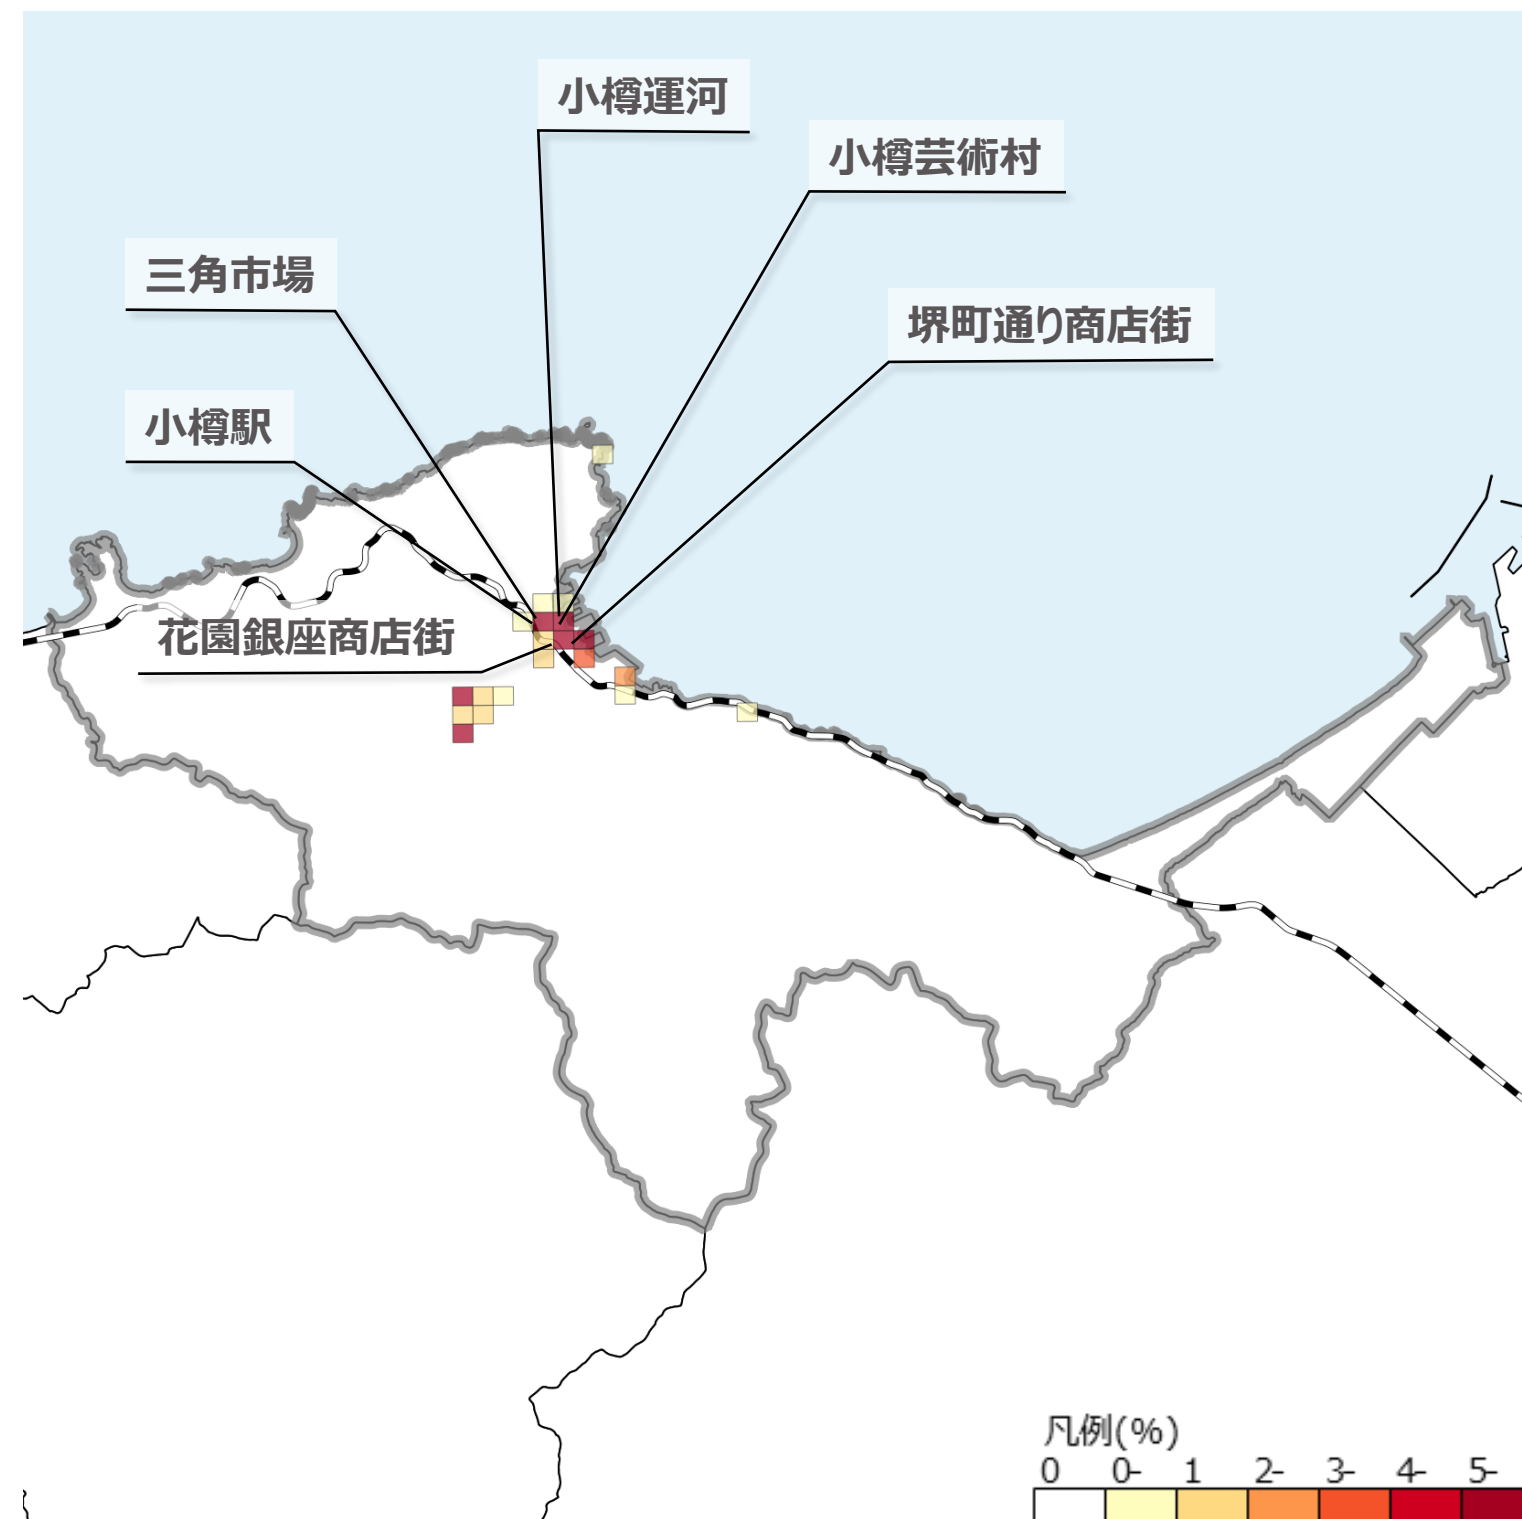 小樽運河
小樽芸術村
三角市場
堺町通り商店街
小樽駅
花園銀座商店街
凡例(%)
0 0- 1 2- 3- 4- 5-